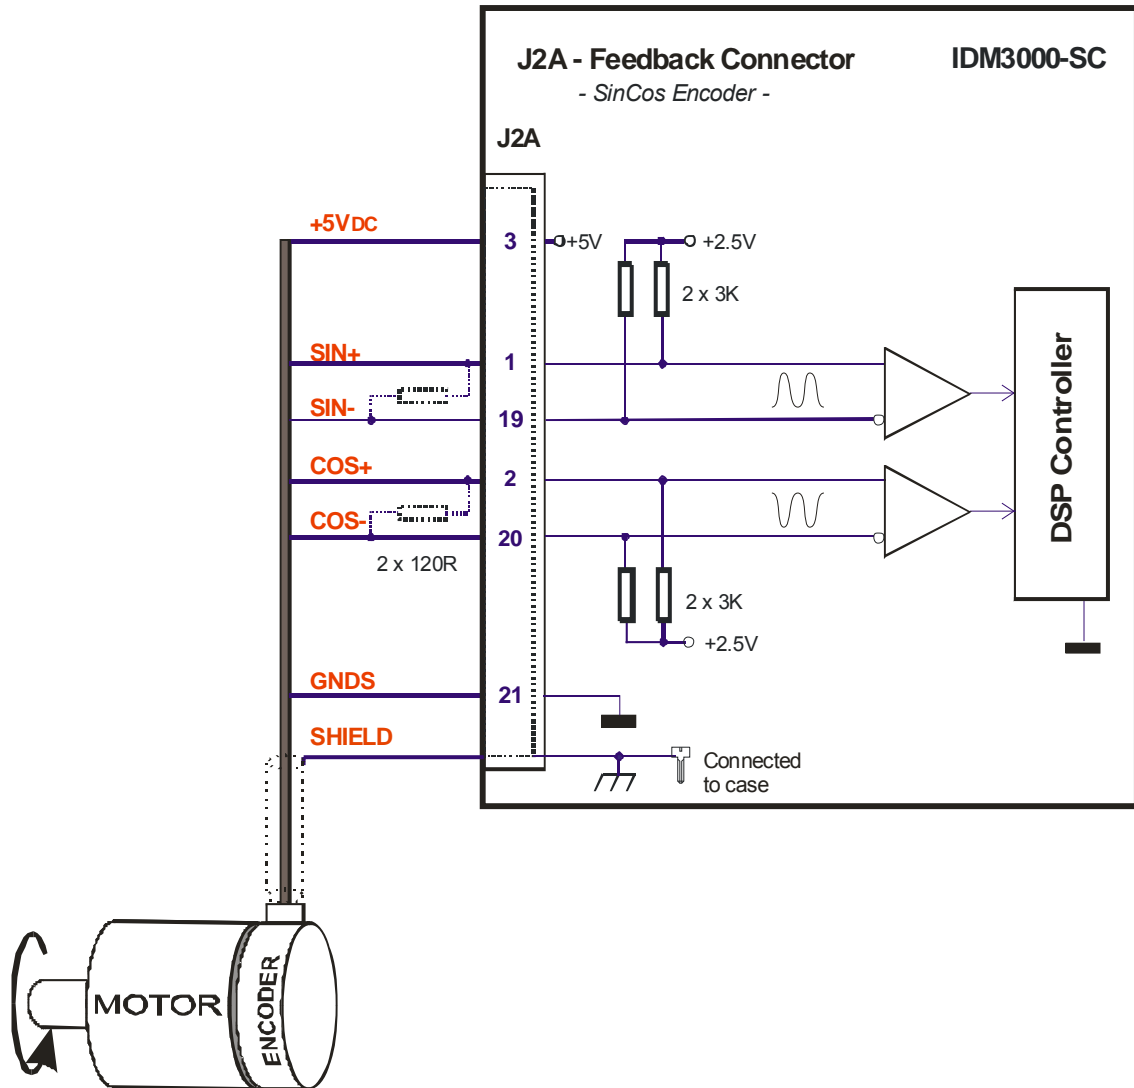 J2A - Feedback Connector
IDM3000-SC
- SinCos Encoder -
J2A
+5VDC
3
+5V
+2.5V
2 x 3K
SIN+
1
SIN-
19
COS+
2
COS-
20
2 x 120R
2 x 3K
+2.5V
DSP Controller
GNDS
21
SHIELD
Connected
to case
MOTOR
ENCODER